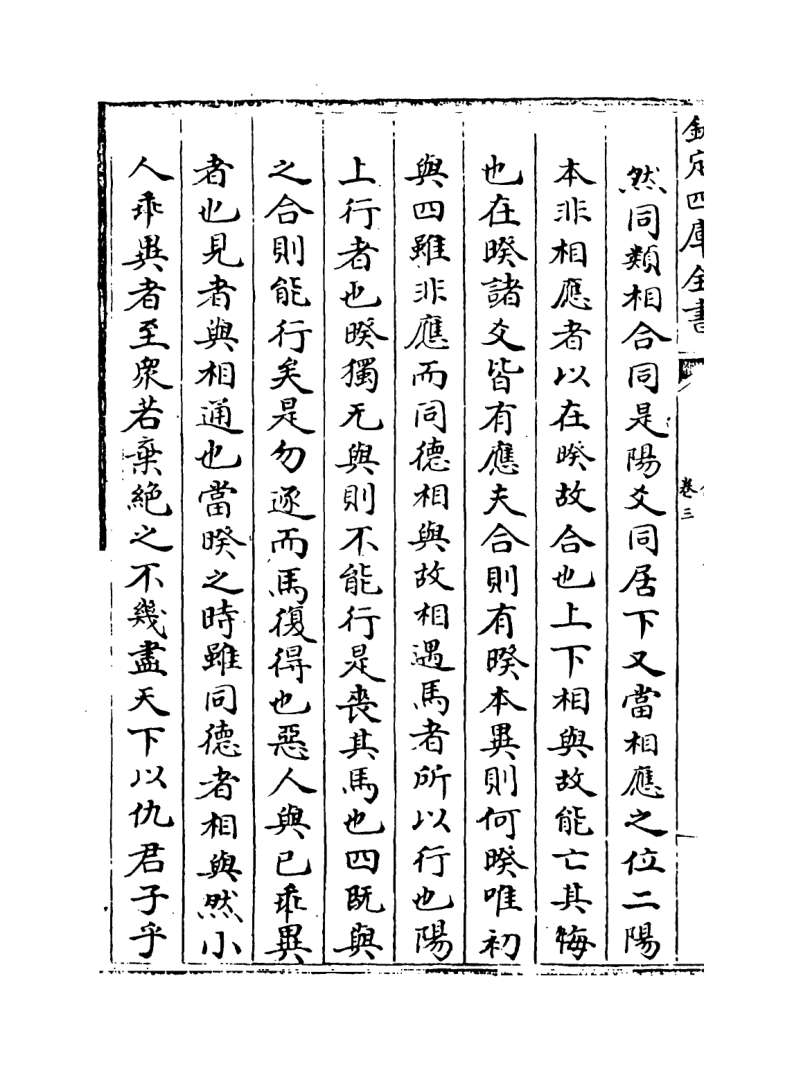 欽定四庫全書
卷三
然同類相合同是陽爻同居下又當相應之位二陽
本非相應者以在暌故合也上下相與故能亡其悔
也在暌諸爻皆有應夫合則有暌本異則何暌唯初
與四雖非應而同德相與故相遇馬者所以行也陽
上行者也暌獨无與則不能行是喪其馬也四既與
之合則能行矣是勿逐而馬復得也惡人與已乖異
者也見者與相通也當暌之時雖同德者相與然小
人乖異者至衆若棄絶之不幾盡天下以仇君子乎